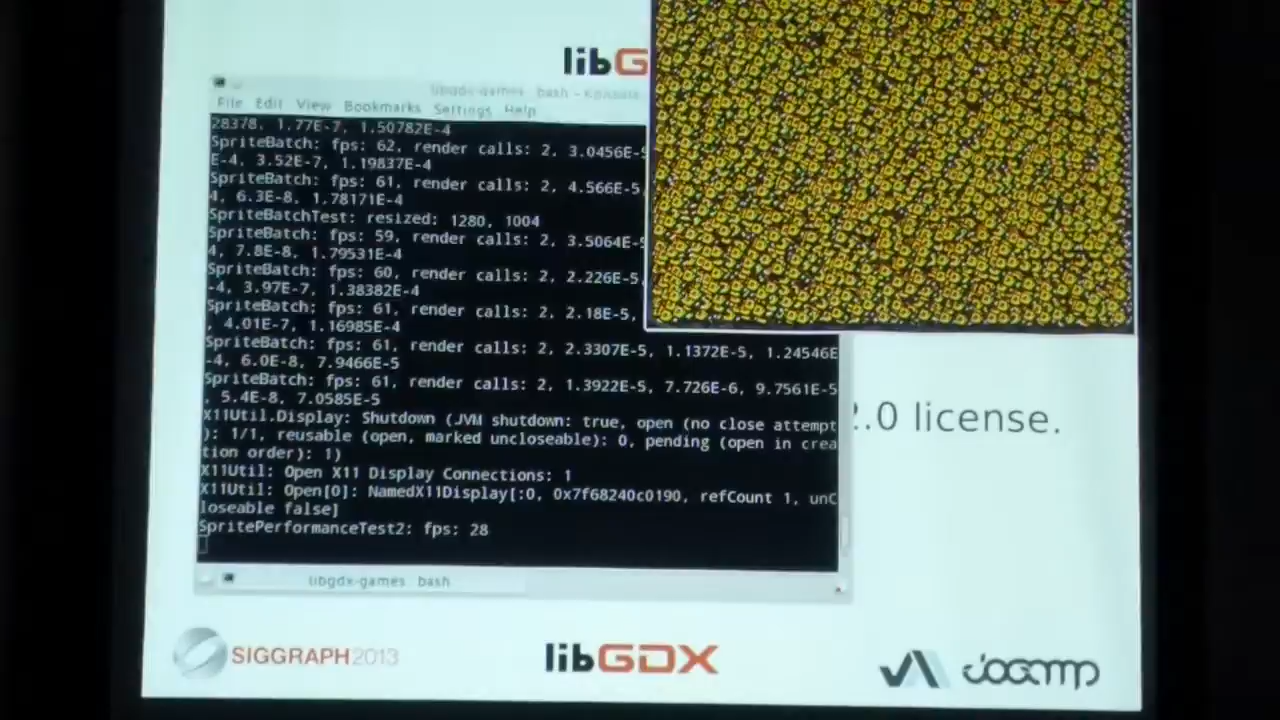 libG
libgdx-games bash - Konsole
File Edit View Bookmarks Settings Help
28378, 1.77E-7, 1.50782E-4
SpriteBatch: fps: 62, render calls: 2, 3.0456E-5
E-4, 3.52E-7, 1.19837E-4
SpriteBatch: fps: 61, render calls: 2, 4.566E-5,
4, 6.3E-8, 1.78171E-4
SpriteBatchTest: resized: 1280, 1004
SpriteBatch: fps: 59, render calls: 2, 3.5064E-5
4, 7.8E-8, 1.79531E-4
SpriteBatch: fps: 60, render calls: 2, 2.226E-5,
-4, 3.97E-7, 1.38382E-4
SpriteBatch: fps: 61, render calls: 2, 2.18E-5,
, 4.01E-7, 1.16985E-4
SpriteBatch: fps: 61, render calls: 2, 2.3307E-5, 1.1372E-5, 1.24546E
-4, 6.0E-8, 7.9466E-5
SpriteBatch: fps: 61, render calls: 2, 1.3922E-5, 7.726E-6, 9.7561E-5
, 5.4E-8, 7.0585E-5
X11Util.Display: Shutdown (JVM shutdown: true, open (no close attempt
): 1/1, reusable (open, marked uncloseable): 0, pending (open in crea
tion order): 1)
X11Util: Open X11 Display Connections: 1
X11Util: Open[0]: NamedX11Display[:0, 0x7f68240c0190, refCount 1, unC
loseable false]
SpritePerformanceTest2: fps: 28
2.0 license.
libgdx-games bash
SIGGRAPH2013
libGDX
jogamp